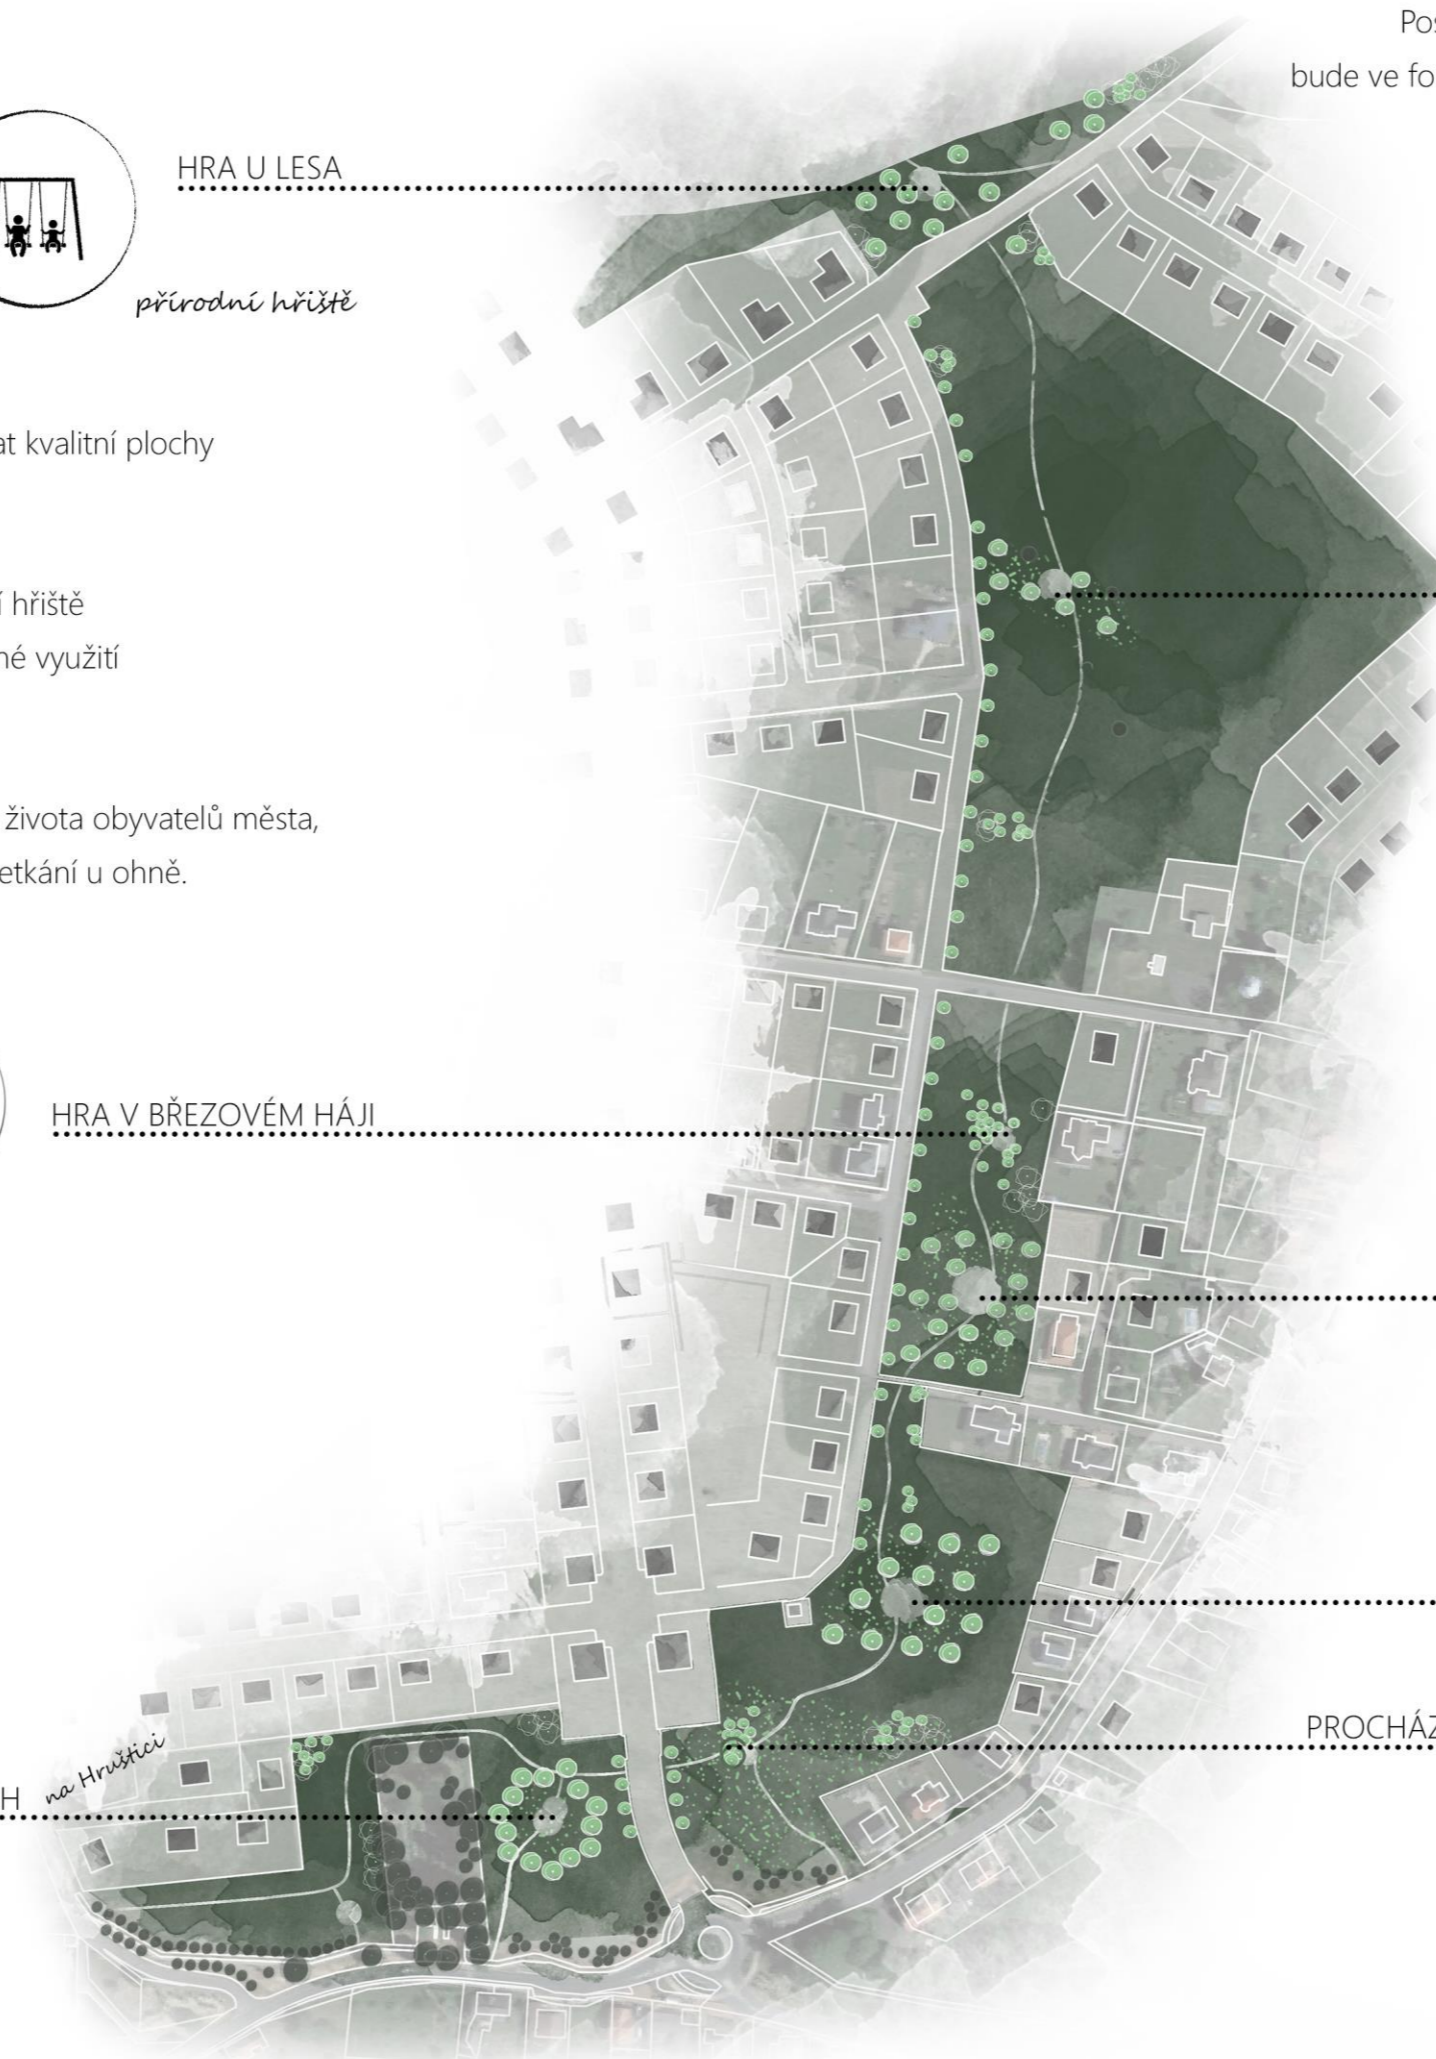 Pos
bude ve fo
HRA U LESA
přírodní hřiště
at kvalitní plochy
í hřiště
né využití
života obyvatelů města,
etkání u ohně.
HRA V BŘEZOVÉM HÁJI
PROCHÁZ
H na Hruštici